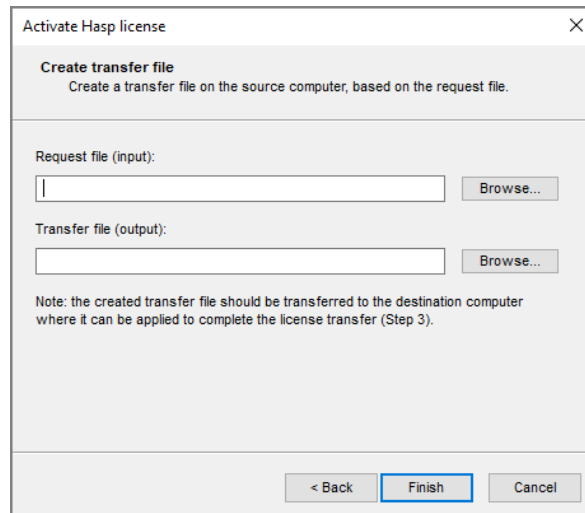 Activate Hasp license
Create transfer file
Create a transfer file on the source computer, based on the request file.
Request file (input):
Browse...
Transfer file (output):
Browse...
Note: the created transfer file should be transferred to the destination computer
where it can be applied to complete the license transfer (Step 3).
< Back
Finish
Cancel